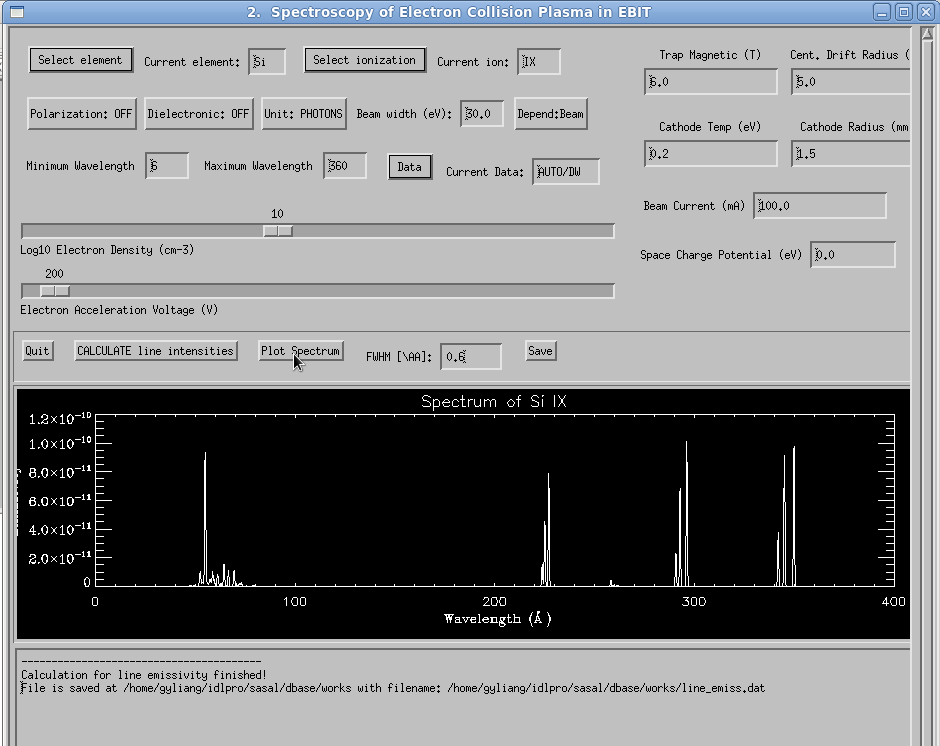 2. Spectroscopy of Electron Collision Plasma in EBIT
Select element Current element: Si Select ionization Current ion: IX
Trap Magnetic (T) Cent. Drift Radius (
6.0 5.0
Polarization: OFF Dielectronic: OFF Unit: PHOTONS Beam width (eV): 30.0 Depend:Beam
Cathode Temp (eV) Cathode Radius (mm
0.2 1.5
Minimum Wavelength 6 Maximum Wavelength 360 Data Current Data: AUTO/DW
Beam Current (mA) 100.0
10
Log10 Electron Density (cm-3)
Space Charge Potential (eV) 0.0
200
Electron Acceleration Voltage (V)
Quit CALCULATE line intensities Plot Spectrum FWHM [\AA]: 0.6 Save
Spectrum of Si IX
1.2×10⁻¹⁰
1.0×10⁻¹⁰
8.0×10⁻¹¹
6.0×10⁻¹¹
4.0×10⁻¹¹
2.0×10⁻¹¹
0
0 100 200 300 400
Wavelength (Å)
----------------------------------------
Calculation for line emissivity finished!
File is saved at /home/gyliang/idlpro/sasal/dbase/works with filename: /home/gyliang/idlpro/sasal/dbase/works/line_emiss.dat